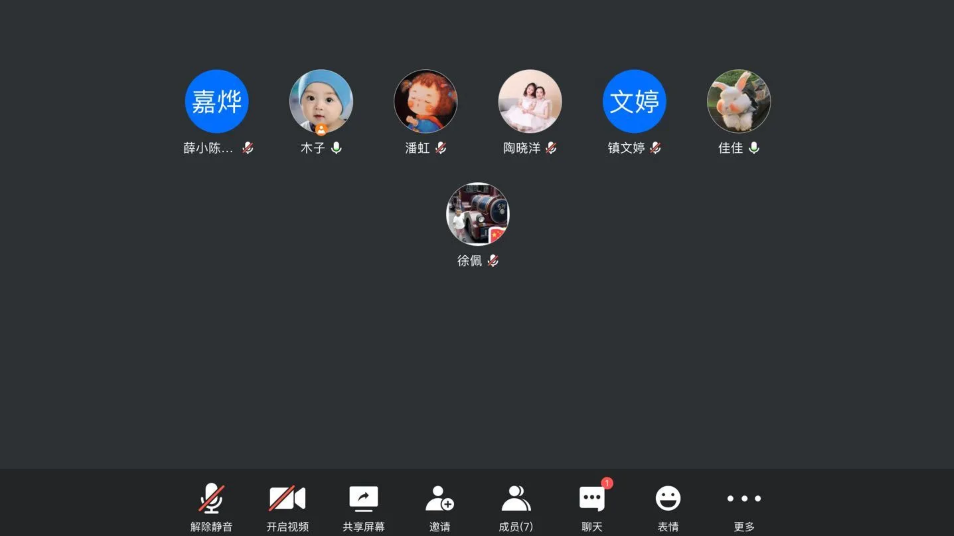 嘉烨
文婷
薛小陈...
木子
潘虹
陶晓洋
镇文婷
佳佳
徐佩
1
解除静音
开启视频
共享屏幕
邀请
成员(7)
聊天
表情
更多